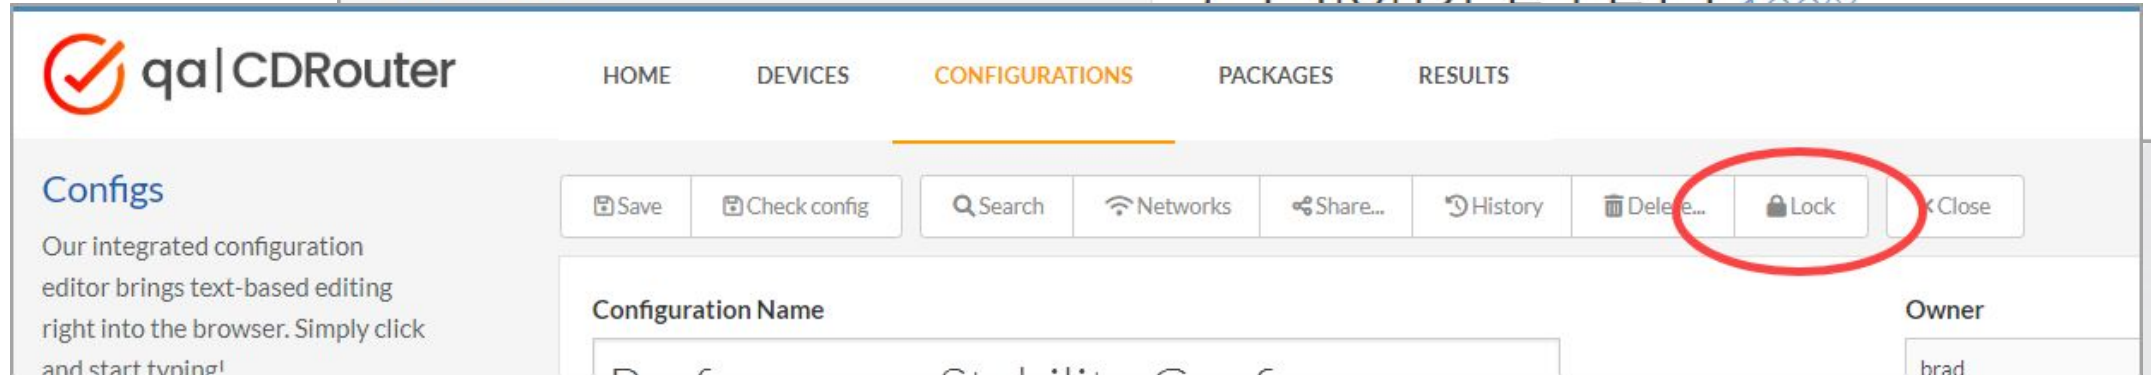 qa|CDRouter
HOME DEVICES CONFIGURATIONS PACKAGES RESULTS
Configs
Our integrated configuration
editor brings text-based editing
right into the browser. Simply click
and start typing!
Save Check config Search Networks Share... History Delete... Lock Close
Configuration Name
Owner
brad